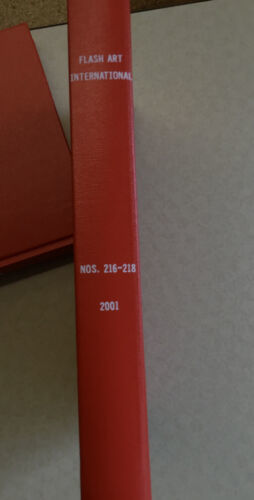 FLASH ART
INTERNATIONAL
NOS. 216-218
2001